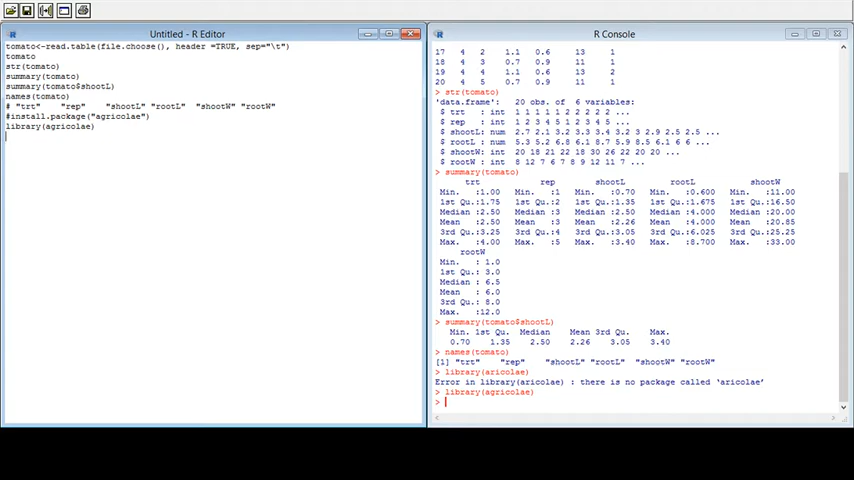 Untitled - R Editor
tomato<-read.table(file.choose(), header =TRUE, sep="\t")
tomato
str(tomato)
summary(tomato)
summary(tomato$shootL)
names(tomato)
# "trt" "rep" "shootL" "rootL" "shootW" "rootW"
#install.package("agricolae")
library(agricolae)
R Console
17 4 2 1.1 0.6 13 1
18 4 3 0.7 0.9 11 1
19 4 4 1.1 0.6 13 2
20 4 5 0.7 0.9 11 1
> str(tomato)
'data.frame': 20 obs. of 6 variables:
$ trt : int 1 1 1 1 1 2 2 2 2 2 ...
$ rep : int 1 2 3 4 5 1 2 3 4 5 ...
$ shootL: num 2.7 2.1 3.2 3.3 3.4 3.2 3 2.9 2.5 2.5 ...
$ rootL : num 5.3 5.2 6.8 6.1 8.7 5.9 8.5 6.1 6 6 ...
$ shootW: int 20 18 21 22 18 30 26 22 20 20 ...
$ rootW : int 8 12 7 6 7 8 9 12 11 7 ...
> summary(tomato)
trt rep shootL rootL shootW
Min. :1.00 Min. :1 Min. :0.70 Min. :0.600 Min. :11.00
1st Qu.:1.75 1st Qu.:2 1st Qu.:1.35 1st Qu.:1.675 1st Qu.:16.50
Median :2.50 Median :3 Median :2.50 Median :4.000 Median :20.00
Mean :2.50 Mean :3 Mean :2.26 Mean :4.000 Mean :20.85
3rd Qu.:3.25 3rd Qu.:4 3rd Qu.:3.05 3rd Qu.:6.025 3rd Qu.:25.25
Max. :4.00 Max. :5 Max. :3.40 Max. :8.700 Max. :33.00
rootW
Min. : 1.0
1st Qu.: 3.0
Median : 6.5
Mean : 6.0
3rd Qu.: 8.0
Max. :12.0
> summary(tomato$shootL)
Min. 1st Qu. Median Mean 3rd Qu. Max.
0.70 1.35 2.50 2.26 3.05 3.40
> names(tomato)
[1] "trt" "rep" "shootL" "rootL" "shootW" "rootW"
> library(aricolae)
Error in library(aricolae) : there is no package called ‘aricolae’
> library(agricolae)
>